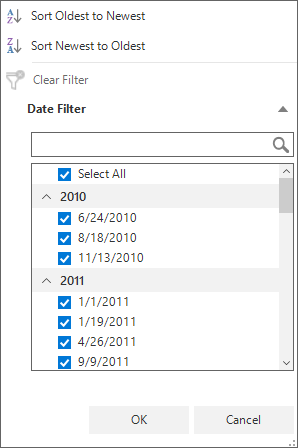 Sort Oldest to Newest
Sort Newest to Oldest
Clear Filter
Date Filter
Select All
2010
6/24/2010
8/18/2010
11/13/2010
2011
1/1/2011
1/19/2011
4/26/2011
9/9/2011
OK Cancel